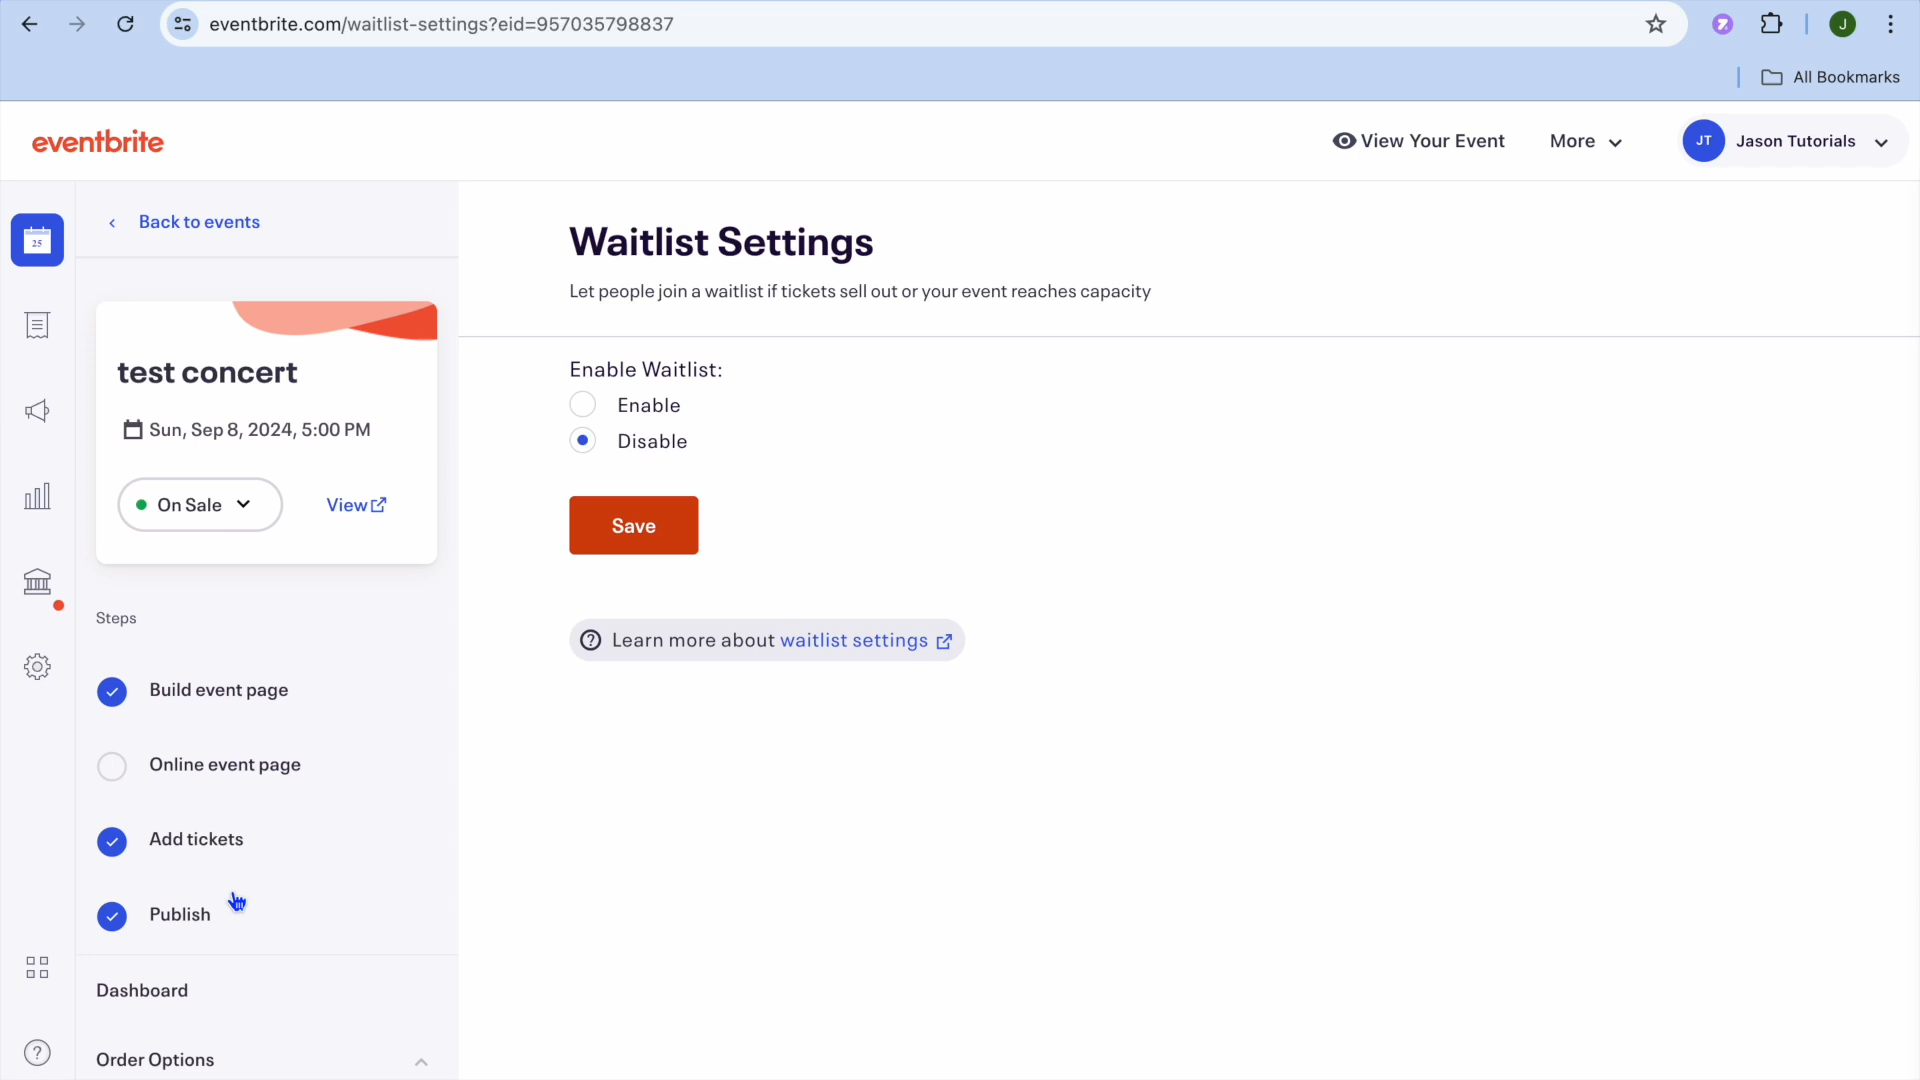 eventbrite.com/waitlist-settings?eid=957035798837
J
All Bookmarks
eventbrite
View Your Event
More
JT
Jason Tutorials
25
Back to events
test concert
Sun, Sep 8, 2024, 5:00 PM
On Sale
View
Steps
Build event page
Online event page
Add tickets
Publish
Dashboard
Order Options
Waitlist Settings
Let people join a waitlist if tickets sell out or your event reaches capacity
Enable Waitlist:
Enable
Disable
Save
Learn more about waitlist settings